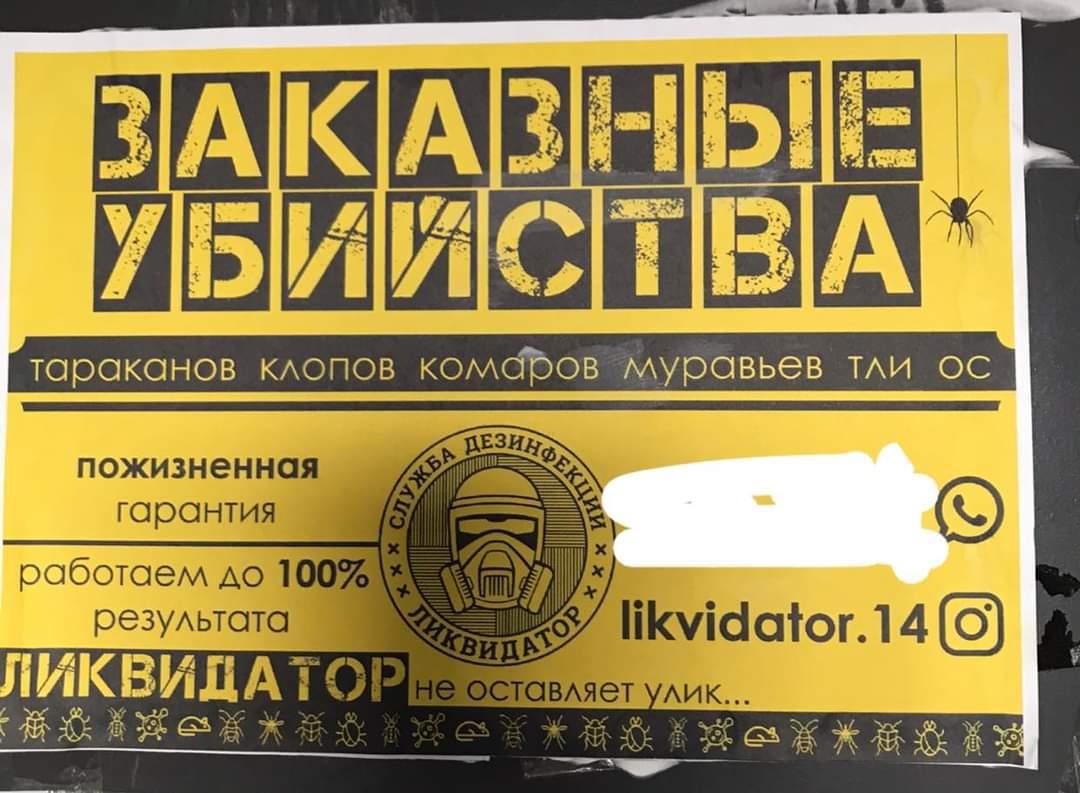 ЗАКАЗНЫЕ
УБИЙСТВА
тараканов клопов комаров муравьев тли ос
пожизненная
гарантия
работаем до 100%
результата
СЛУЖБА ДЕЗИНФЕКЦИИ
ЛИКВИДАТОР
likvidator.14
ЛИКВИДАТОР не оставляет улик...